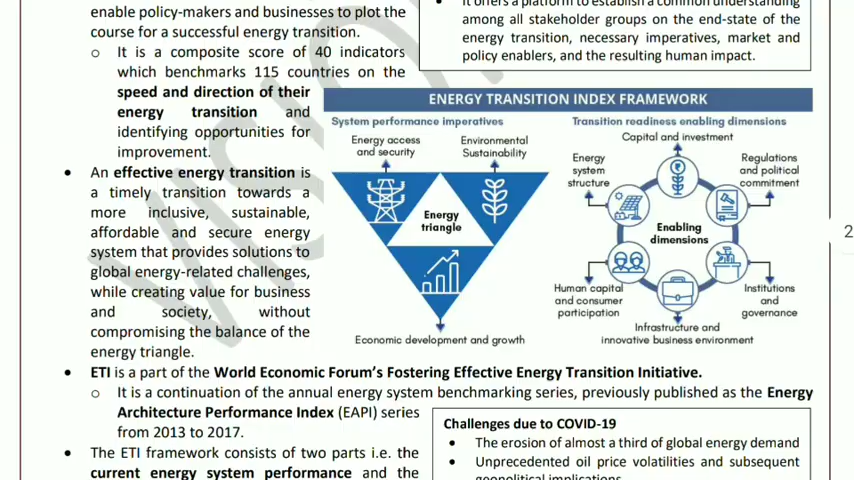 enable policy-makers and businesses to plot the
course for a successful energy transition.
o It is a composite score of 40 indicators
which benchmarks 115 countries on the
speed and direction of their
energy transition and
identifying opportunities for
improvement.
• It offers a platform to establish a common understanding
among all stakeholder groups on the end-state of the
energy transition, necessary imperatives, market and
policy enablers, and the resulting human impact.
• An effective energy transition is
a timely transition towards a
more inclusive, sustainable,
affordable and secure energy
system that provides solutions to
global energy-related challenges,
while creating value for business
and society, without
compromising the balance of the
energy triangle.
ENERGY TRANSITION INDEX FRAMEWORK
System performance imperatives
Energy access
and security
Environmental
Sustainability
Energy
triangle
Economic development and growth
Transition readiness enabling dimensions
Capital and investment
Energy
system
structure
Regulations
and political
commitment
Enabling
dimensions
Human capital
and consumer
participation
Institutions
and
governance
Infrastructure and
innovative business environment
2
• ETI is a part of the World Economic Forum's Fostering Effective Energy Transition Initiative.
o It is a continuation of the annual energy system benchmarking series, previously published as the Energy
Architecture Performance Index (EAPI) series
from 2013 to 2017.
• The ETI framework consists of two parts i.e. the
current energy system performance and the
Challenges due to COVID-19
• The erosion of almost a third of global energy demand
• Unprecedented oil price volatilities and subsequent
geopolitical implications